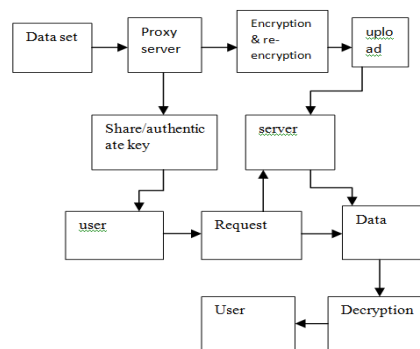 Data set
Proxy
server
Encryption
& re-
encryption
uplo
ad
Share/authentic
ate key
server
user
Request
Data
User
Decryption